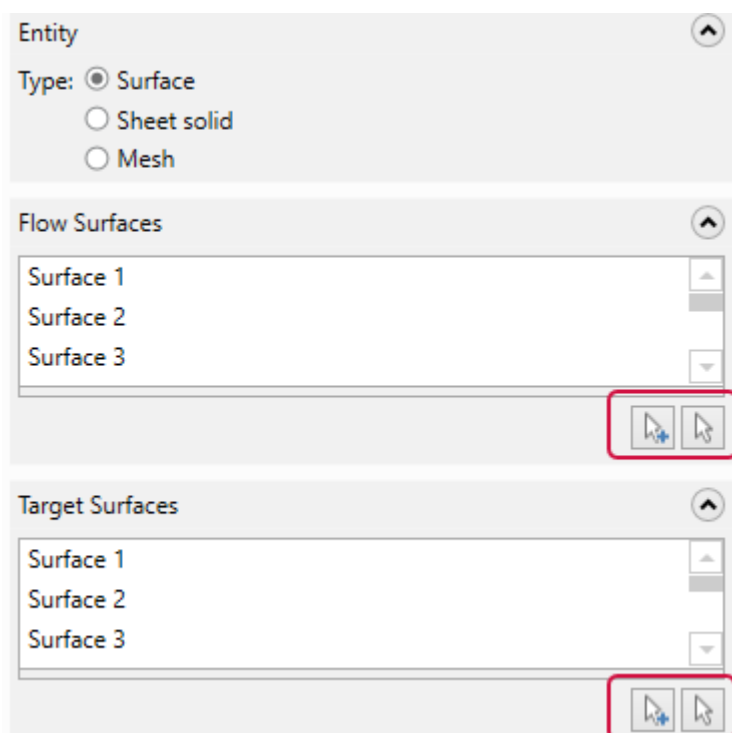 Entity
Type: Surface
Sheet solid
Mesh
Flow Surfaces
Surface 1
Surface 2
Surface 3
Target Surfaces
Surface 1
Surface 2
Surface 3